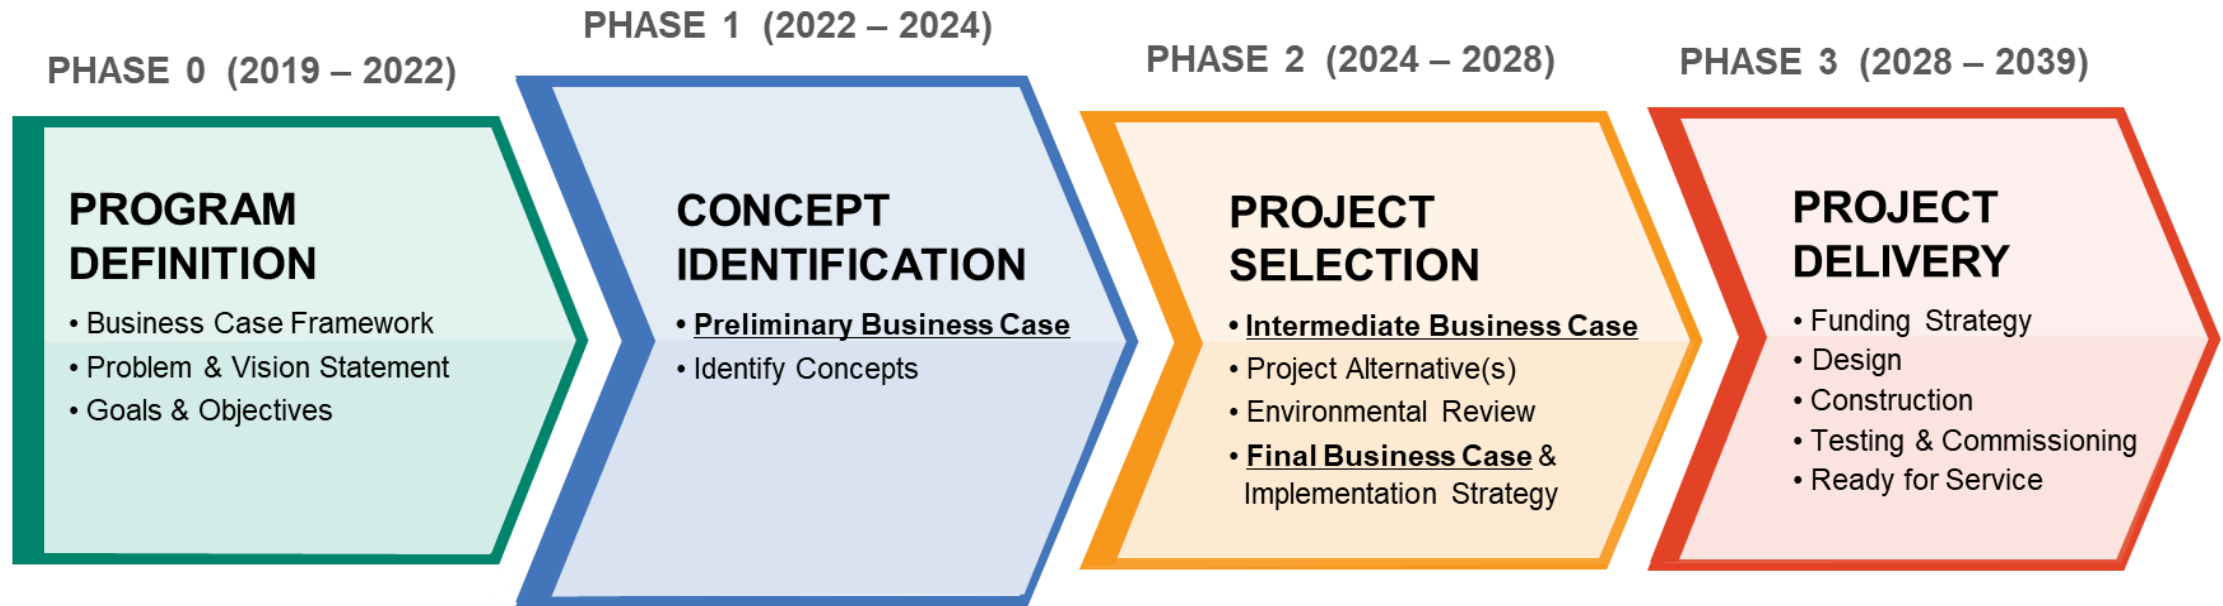 PHASE 0 (2019 – 2022)
PROGRAM
DEFINITION
• Business Case Framework
• Problem & Vision Statement
• Goals & Objectives
PHASE 1 (2022 – 2024)
CONCEPT
IDENTIFICATION
• Preliminary Business Case
• Identify Concepts
PHASE 2 (2024 – 2028)
PROJECT
SELECTION
• Intermediate Business Case
• Project Alternative(s)
• Environmental Review
• Final Business Case &
Implementation Strategy
PHASE 3 (2028 – 2039)
PROJECT
DELIVERY
• Funding Strategy
• Design
• Construction
• Testing & Commissioning
• Ready for Service